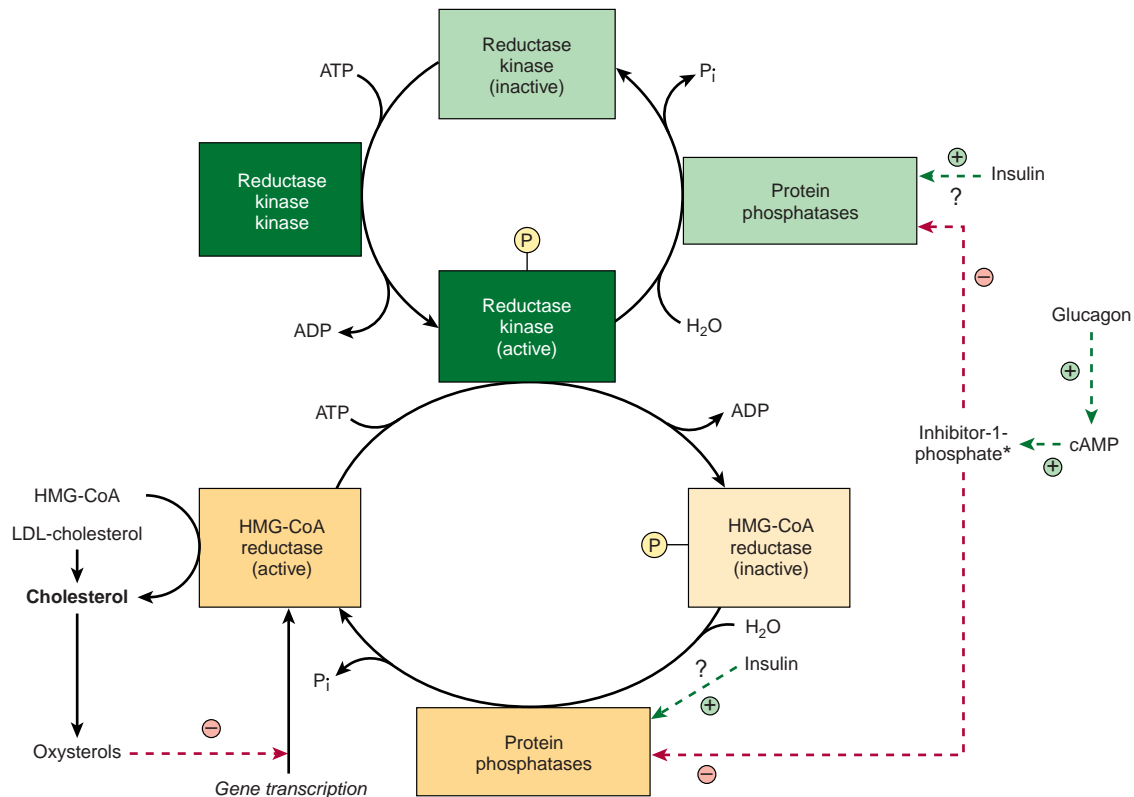 Reductase
kinase
(inactive)
ATP
Pi
Reductase
kinase
kinase
Protein
phosphatases
+
Insulin
?
P
−
Reductase
kinase
(active)
ADP
H2O
Glucagon
+
ATP
ADP
Inhibitor-1-
phosphate*
cAMP
+
HMG-CoA
LDL-cholesterol
Cholesterol
HMG-CoA
reductase
(active)
P
HMG-CoA
reductase
(inactive)
H2O
Pi
?
Insulin
+
Oxysterols
−
Protein
phosphatases
−
Gene transcription